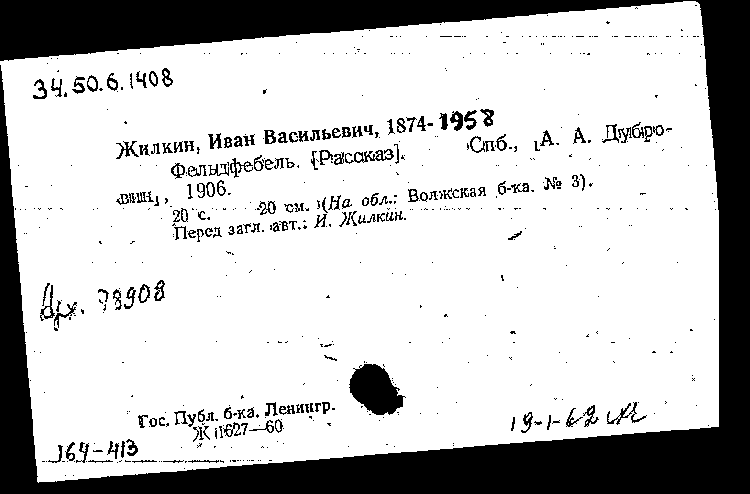 34.50.6.1408
Жилкин, Иван Васильевич, 1874-1958
Фельдфебель. [Рассказ]. Спб., [А. А. Дубро-
вин], 1906.
20 с. 20 см. (На обл.: Волжская б-ка. № 3).
Перед загл. авт.: И. Жилкин.
Арх. 78908
Гос. Публ. б-ка. Ленингр.
Ж 1627—60
164-413
19-1-62